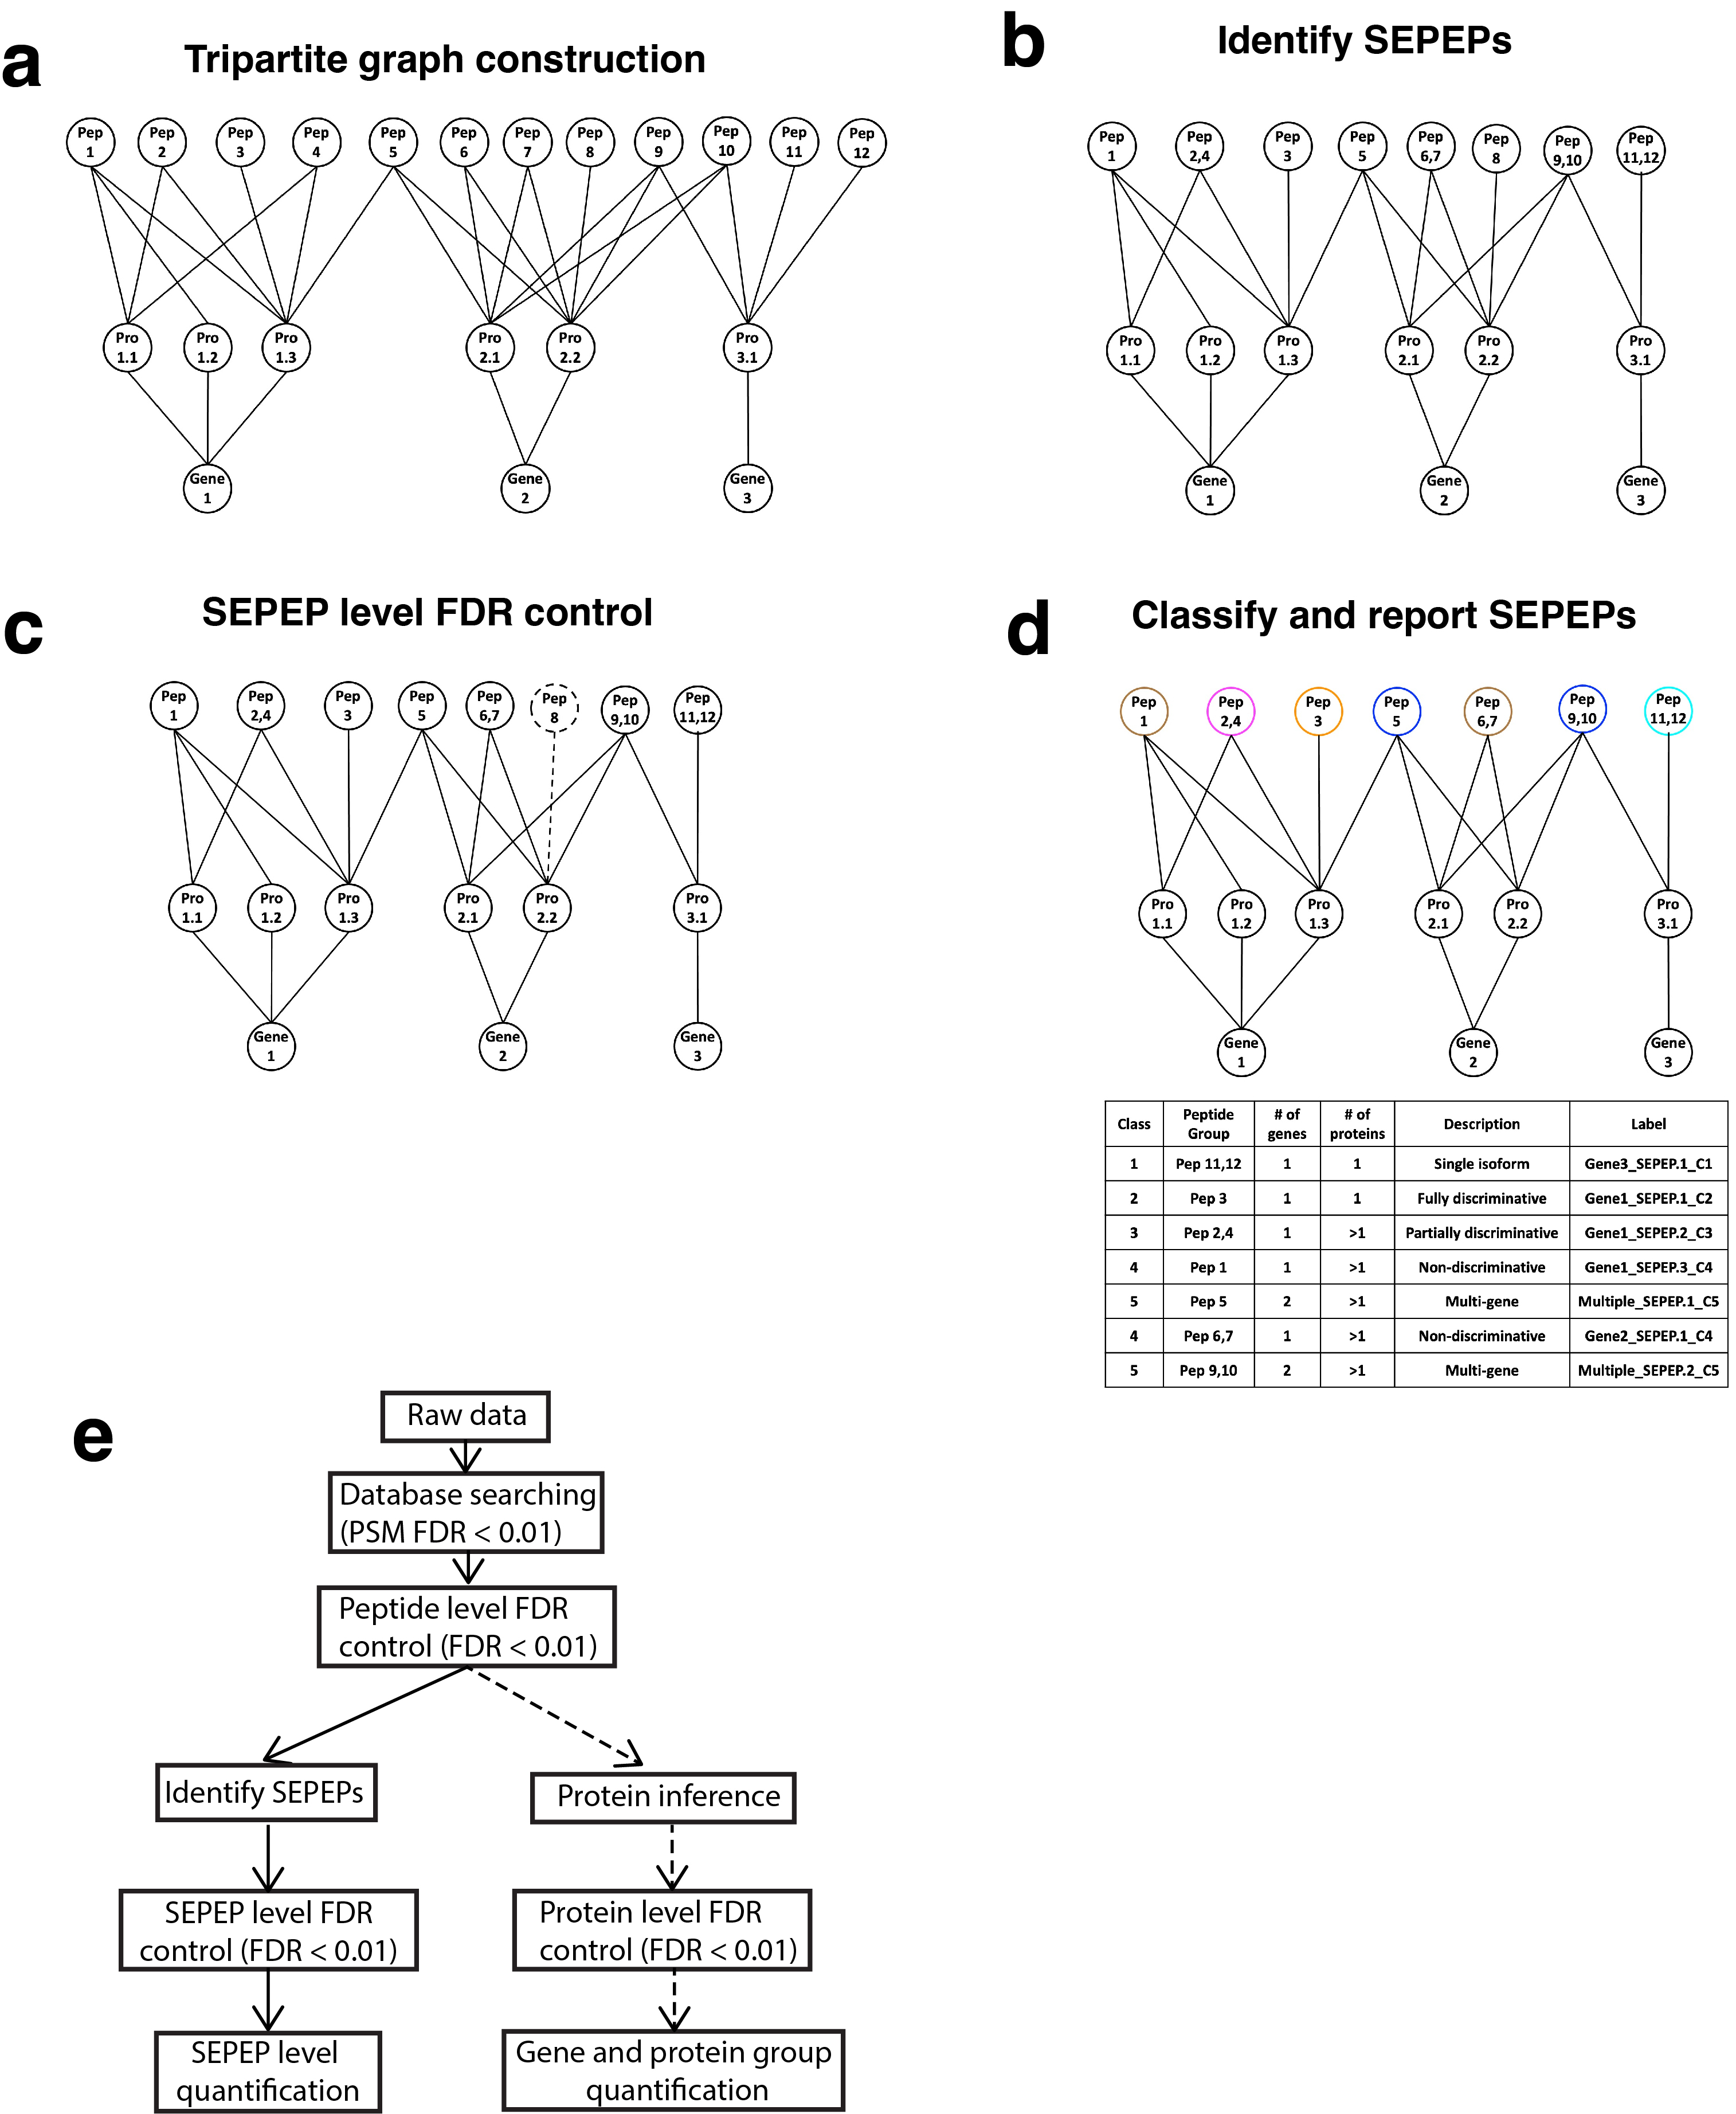 a
Tripartite graph construction
Pep 1
Pep 2
Pep 3
Pep 4
Pep 5
Pep 6
Pep 7
Pep 8
Pep 9
Pep 10
Pep 11
Pep 12
Pro 1.1
Pro 1.2
Pro 1.3
Pro 2.1
Pro 2.2
Pro 3.1
Gene 1
Gene 2
Gene 3
b
Identify SEPEPs
Pep 1
Pep 2,4
Pep 3
Pep 5
Pep 6,7
Pep 8
Pep 9,10
Pep 11,12
Pro 1.1
Pro 1.2
Pro 1.3
Pro 2.1
Pro 2.2
Pro 3.1
Gene 1
Gene 2
Gene 3
c
SEPEP level FDR control
Pep 1
Pep 2,4
Pep 3
Pep 5
Pep 6,7
Pep 8
Pep 9,10
Pep 11,12
Pro 1.1
Pro 1.2
Pro 1.3
Pro 2.1
Pro 2.2
Pro 3.1
Gene 1
Gene 2
Gene 3
d
Classify and report SEPEPs
Pep 1
Pep 2,4
Pep 3
Pep 5
Pep 6,7
Pep 9,10
Pep 11,12
Pro 1.1
Pro 1.2
Pro 1.3
Pro 2.1
Pro 2.2
Pro 3.1
Gene 1
Gene 2
Gene 3
Class Peptide Group # of genes # of proteins Description Label
1 Pep 11,12 1 1 Single isoform Gene3_SEPEP.1_C1
2 Pep 3 1 1 Fully discriminative Gene1_SEPEP.1_C2
3 Pep 2,4 1 >1 Partially discriminative Gene1_SEPEP.2_C3
4 Pep 1 1 >1 Non-discriminative Gene1_SEPEP.3_C4
5 Pep 5 2 >1 Multi-gene Multiple_SEPEP.1_C5
4 Pep 6,7 1 >1 Non-discriminative Gene2_SEPEP.1_C4
5 Pep 9,10 2 >1 Multi-gene Multiple_SEPEP.2_C5
e
Raw data
Database searching
(PSM FDR < 0.01)
Peptide level FDR
control (FDR < 0.01)
Identify SEPEPs
Protein inference
SEPEP level FDR
control (FDR < 0.01)
Protein level FDR
control (FDR < 0.01)
SEPEP level
quantification
Gene and protein group
quantification